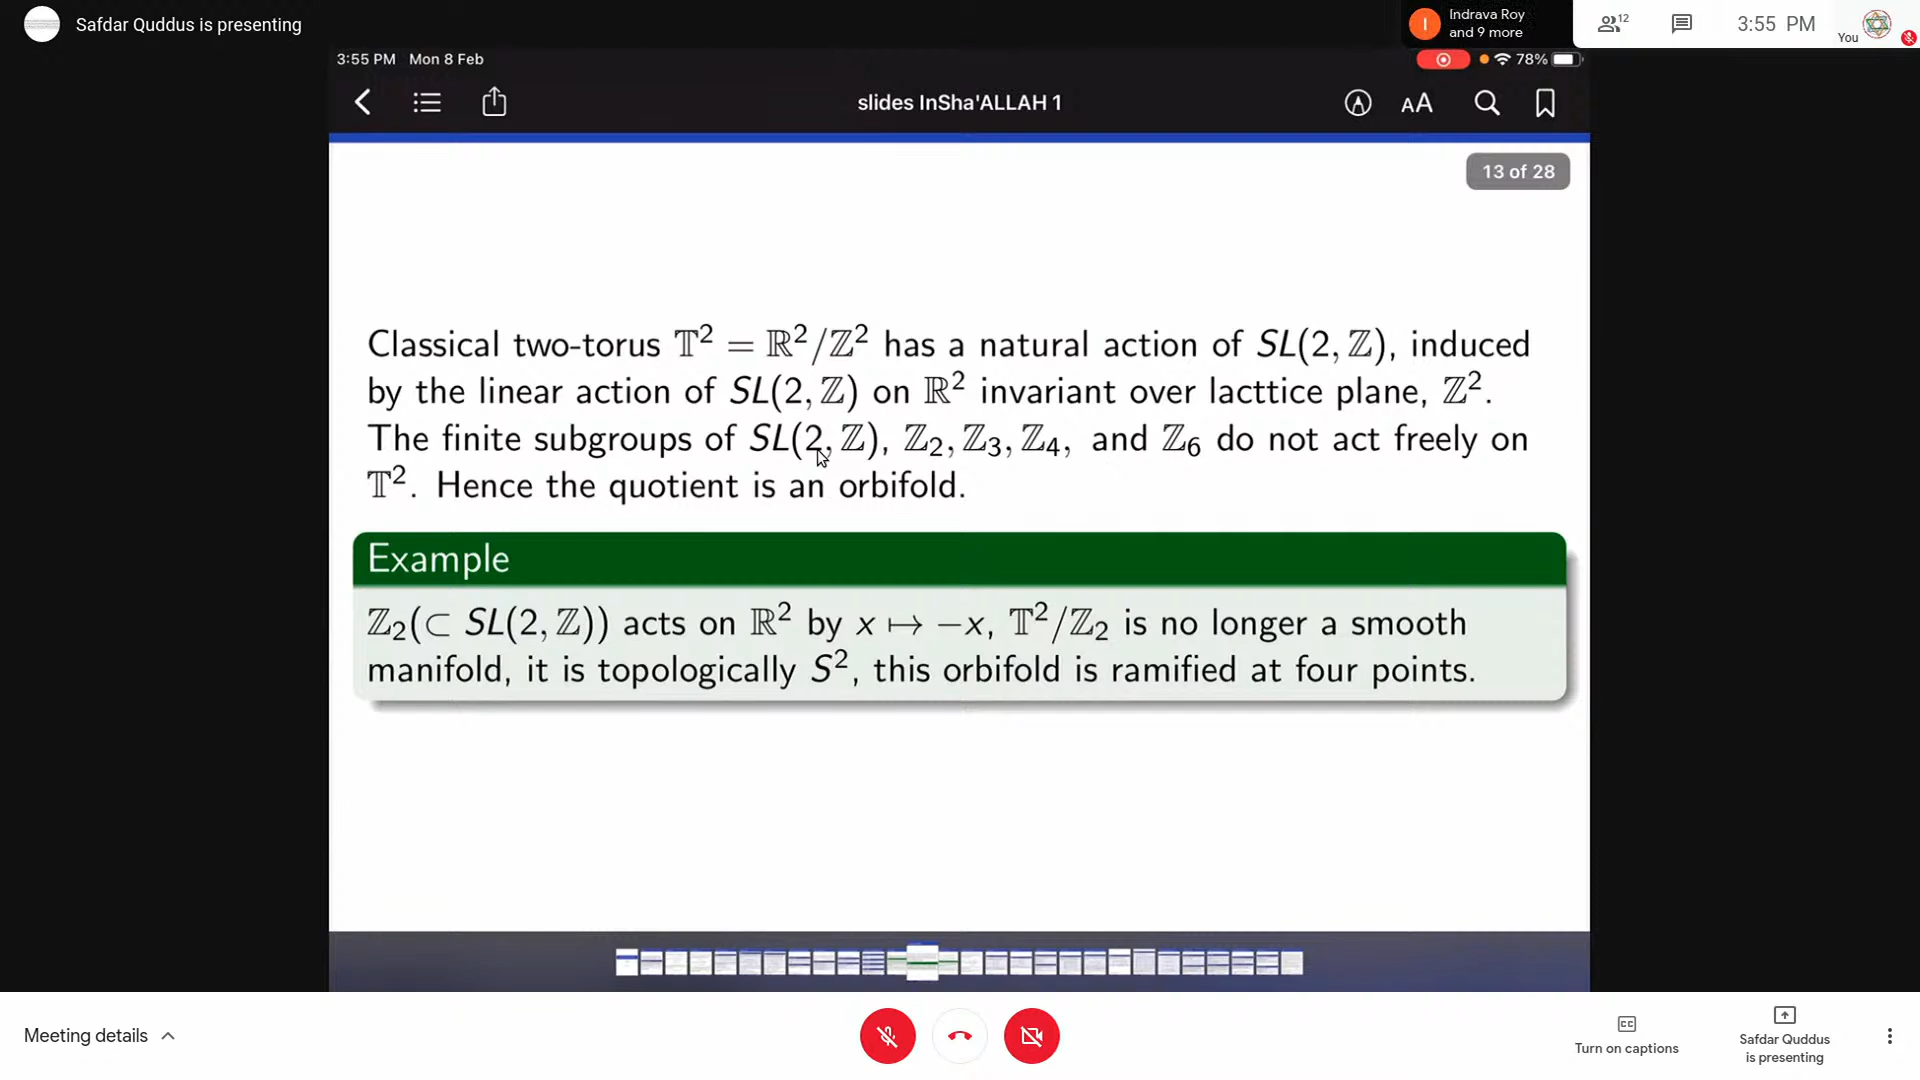 Safdar Quddus is presenting
Indrava Roy
and 9 more
12
3:55 PM
You
3:55 PM Mon 8 Feb
78%
slides InSha'ALLAH 1
AA
13 of 28
Classical two-torus 𝕋² = ℝ²/ℤ² has a natural action of SL(2, ℤ), induced
by the linear action of SL(2, ℤ) on ℝ² invariant over lacttice plane, ℤ².
The finite subgroups of SL(2, ℤ), ℤ₂, ℤ₃, ℤ₄, and ℤ₆ do not act freely on
𝕋². Hence the quotient is an orbifold.
Example
ℤ₂(⊂ SL(2, ℤ)) acts on ℝ² by x ↦ −x, 𝕋²/ℤ₂ is no longer a smooth
manifold, it is topologically S², this orbifold is ramified at four points.
Meeting details
Turn on captions
Safdar Quddus
is presenting